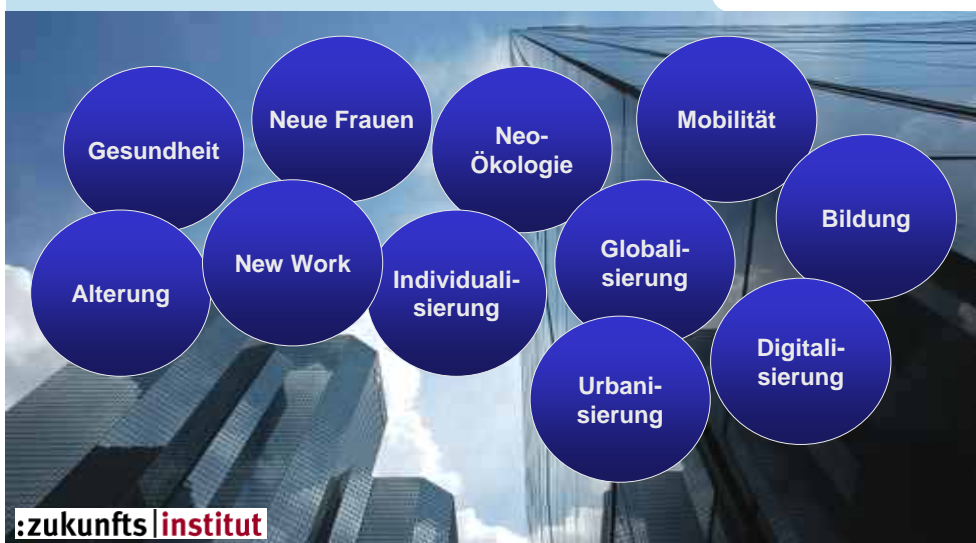 Gesundheit
Neue Frauen
Neo-
Ökologie
Mobilität
Bildung
Alterung
New Work
Individuali-
sierung
Globali-
sierung
Urbani-
sierung
Digitali-
sierung
:zukunfts|institut